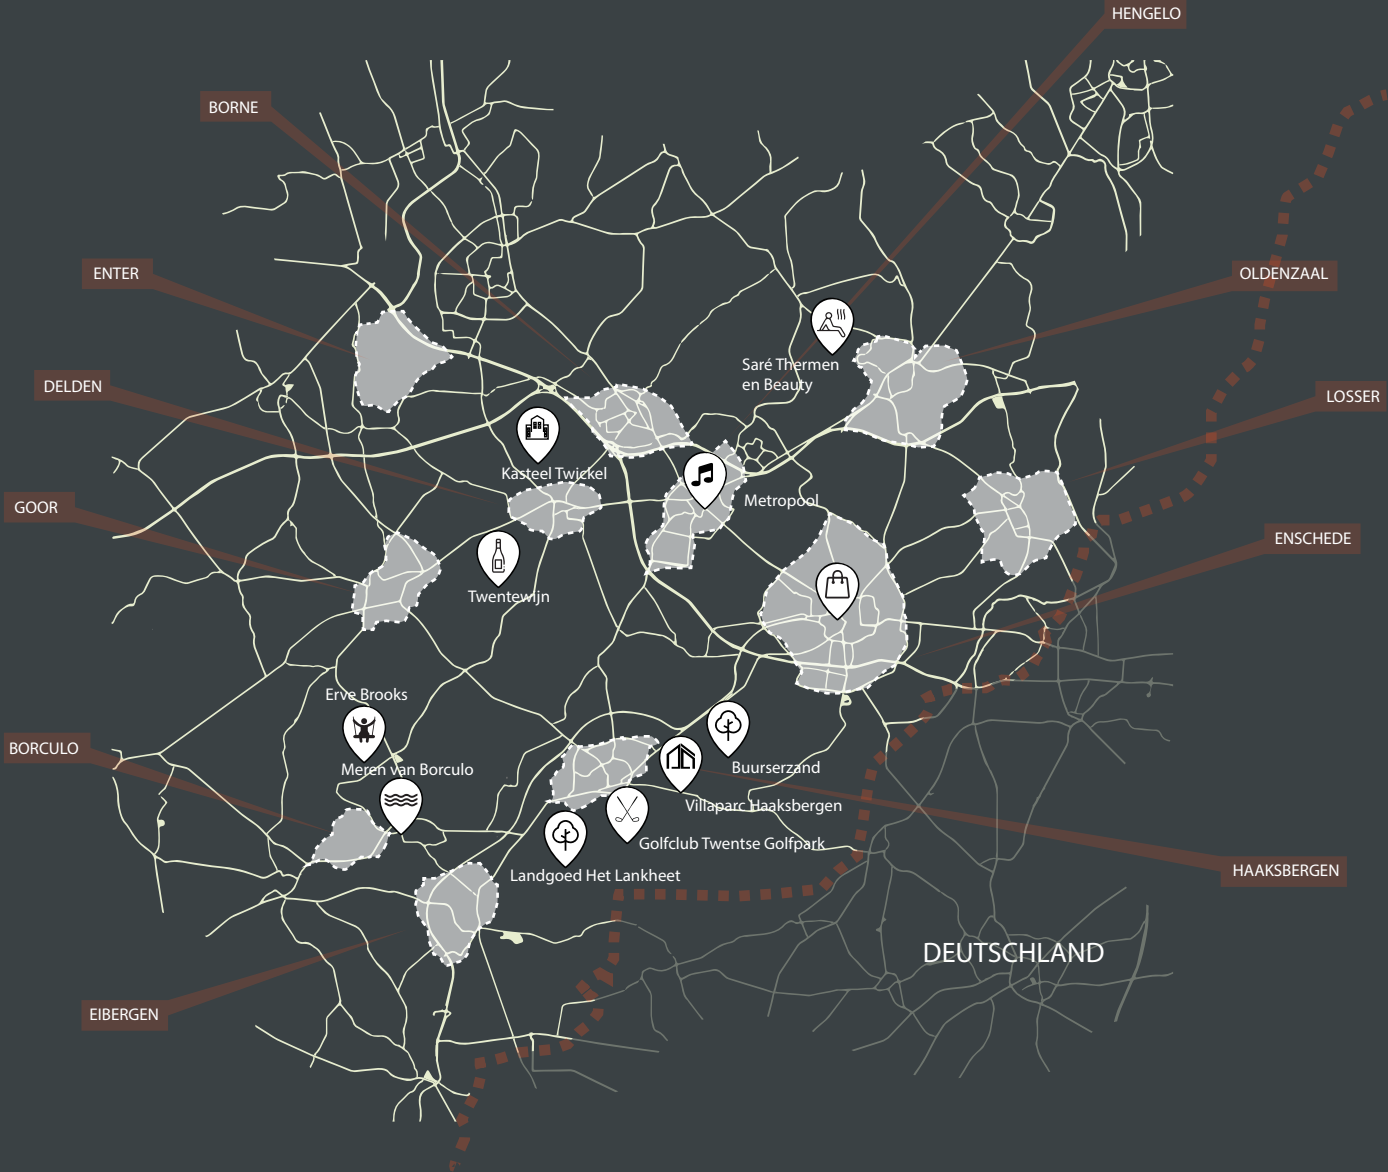 HENGELO
BORNE
ENTER
OLDENZAAL
Saré Thermen
en Beauty
DELDEN
LOSSER
Kasteel Twickel
Metropool
GOOR
ENSCHEDE
Twentewijn
Erve Brooks
BORCULO
Meren van Borculo
Buurserzand
Villaparc Haaksbergen
Golfclub Twentse Golfpark
HAAKSBERGEN
Landgoed Het Lankheet
DEUTSCHLAND
EIBERGEN